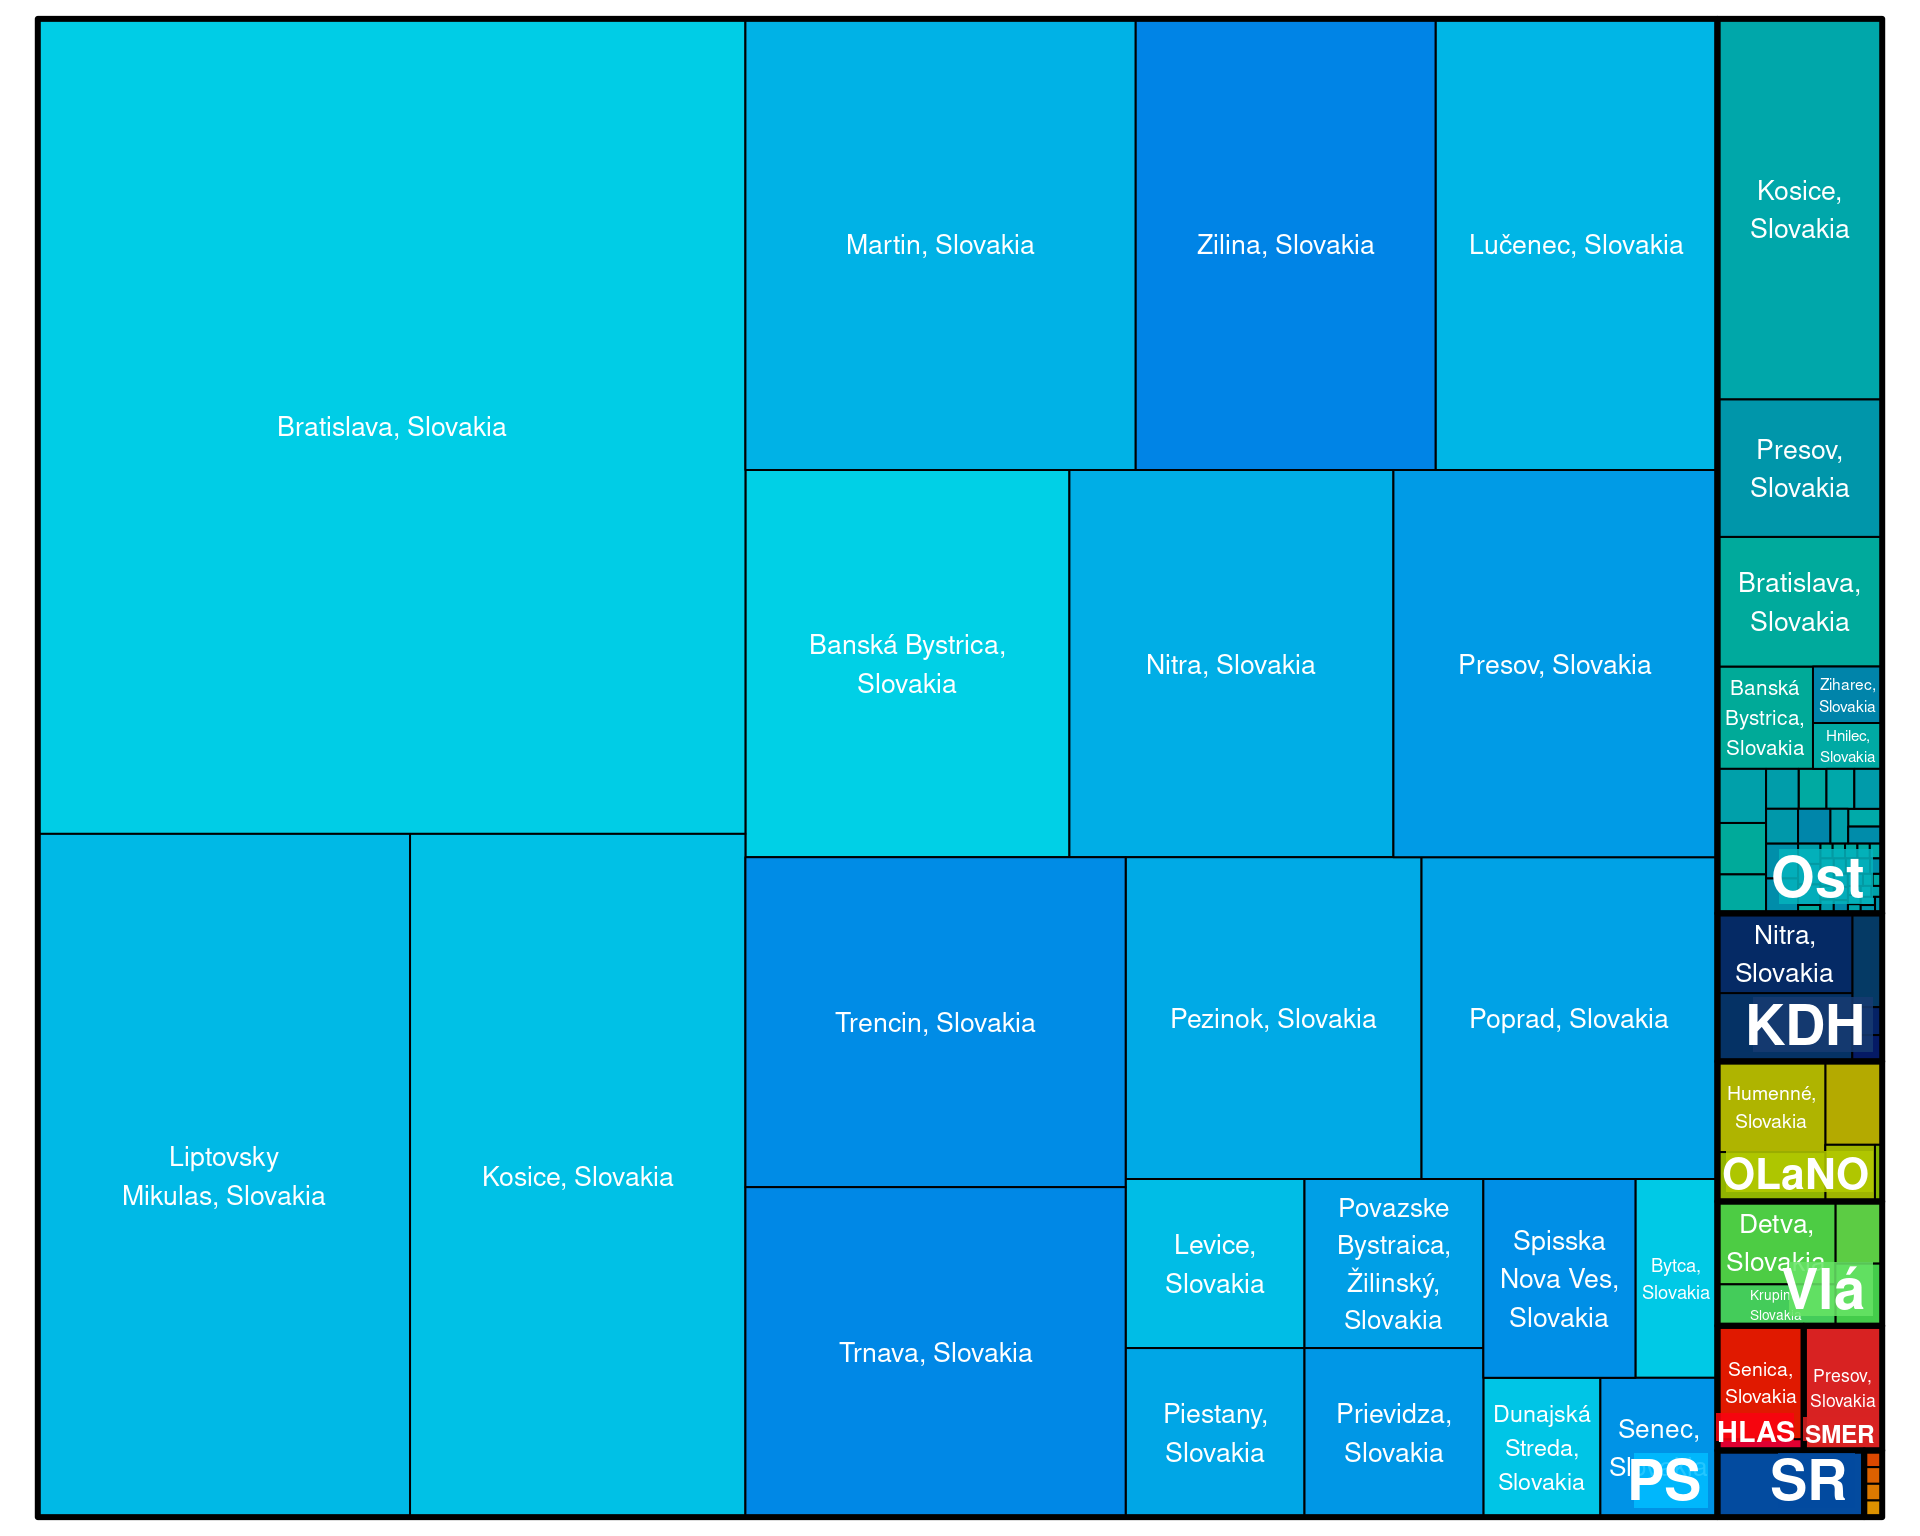 Bratislava, Slovakia
Martin, Slovakia
Zilina, Slovakia
Lučenec, Slovakia
Banská Bystrica,
Slovakia
Nitra, Slovakia
Presov, Slovakia
Liptovsky
Mikulas, Slovakia
Kosice, Slovakia
Trencin, Slovakia
Pezinok, Slovakia
Poprad, Slovakia
Trnava, Slovakia
Levice,
Slovakia
Povazske
Bystraica,
Žilinský,
Slovakia
Spisska
Nova Ves,
Slovakia
Bytca,
Slovakia
Piestany,
Slovakia
Prievidza,
Slovakia
Dunajská
Streda,
Slovakia
Senec,
Slovakia
PS
Kosice,
Slovakia
Presov,
Slovakia
Bratislava,
Slovakia
Banská
Bystrica,
Slovakia
Ziharec,
Slovakia
Hnilec,
Slovakia
Ost
Nitra,
Slovakia
KDH
Humenné,
Slovakia
OLaNO
Detva,
Slovakia
Slovakia
Vlá
Senica,
Slovakia
HLAS
Presov,
Slovakia
SMER
SR